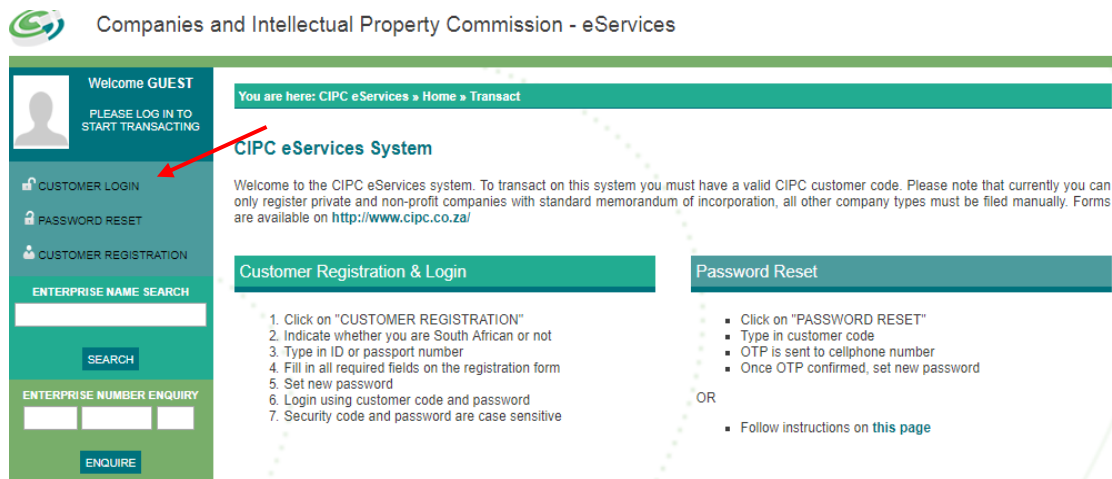 Companies and Intellectual Property Commission - eServices
Welcome GUEST
PLEASE LOG IN TO
START TRANSACTING
CUSTOMER LOGIN
PASSWORD RESET
CUSTOMER REGISTRATION
ENTERPRISE NAME SEARCH
SEARCH
ENTERPRISE NUMBER ENQUIRY
ENQUIRE
You are here: CIPC eServices » Home » Transact
CIPC eServices System
Welcome to the CIPC eServices system. To transact on this system you must have a valid CIPC customer code. Please note that currently you can
only register private and non-profit companies with standard memorandum of incorporation, all other company types must be filed manually. Forms
are available on http://www.cipc.co.za/
Customer Registration & Login
1. Click on "CUSTOMER REGISTRATION"
2. Indicate whether you are South African or not
3. Type in ID or passport number
4. Fill in all required fields on the registration form
5. Set new password
6. Login using customer code and password
7. Security code and password are case sensitive
Password Reset
▪ Click on "PASSWORD RESET"
▪ Type in customer code
▪ OTP is sent to cellphone number
▪ Once OTP confirmed, set new password
OR
▪ Follow instructions on this page